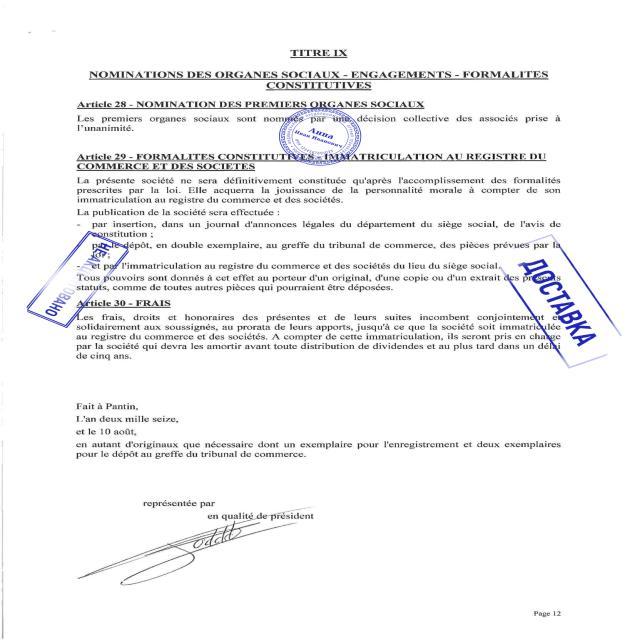 TITRE IX
NOMINATIONS DES ORGANES SOCIAUX - ENGAGEMENTS - FORMALITES
CONSTITUTIVES
Article 28 - NOMINATION DES PREMIERS ORGANES SOCIAUX
Les premiers organes sociaux sont nommés par une décision collective des associés prise à
l'unanimité.
Анна
Иван Иванович
Article 29 - FORMALITES CONSTITUTIVES - IMMATRICULATION AU REGISTRE DU
COMMERCE ET DES SOCIETES
La présente société ne sera définitivement constituée qu'après l'accomplissement des formalités
prescrites par la loi. Elle acquerra la jouissance de la personnalité morale à compter de son
immatriculation au registre du commerce et des sociétés.
La publication de la société sera effectuée :
- par insertion, dans un journal d'annonces légales du département du siège social, de l'avis de
constitution ;
par le dépôt, en double exemplaire, au greffe du tribunal de commerce, des pièces prévues par la
et par l'immatriculation au registre du commerce et des sociétés du lieu du siège social.
Tous pouvoirs sont donnés à cet effet au porteur d'un original, d'une copie ou d'un extrait des présents
statuts, comme de toutes autres pièces qui pourraient être déposées.
ДОСТАВКА
Article 30 - FRAIS
Les frais, droits et honoraires des présentes et de leurs suites incombent conjointement et
solidairement aux soussignés, au prorata de leurs apports, jusqu'à ce que la société soit immatriculée
au registre du commerce et des sociétés. A compter de cette immatriculation, ils seront pris en charge
par la société qui devra les amortir avant toute distribution de dividendes et au plus tard dans un délai
de cinq ans.
Fait à Pantin,
L'an deux mille seize,
et le 10 août,
en autant d'originaux que nécessaire dont un exemplaire pour l'enregistrement et deux exemplaires
pour le dépôt au greffe du tribunal de commerce.
représentée par
en qualité de président
Page 12